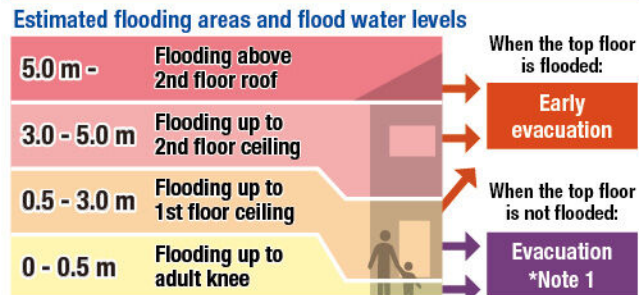 Estimated flooding areas and flood water levels
5.0 m -
Flooding above
2nd floor roof
3.0 - 5.0 m
Flooding up to
2nd floor ceiling
0.5 - 3.0 m
Flooding up to
1st floor ceiling
0 - 0.5 m
Flooding up to
adult knee
When the top floor
is flooded:
Early
evacuation
When the top floor
is not flooded:
Evacuation
*Note 1